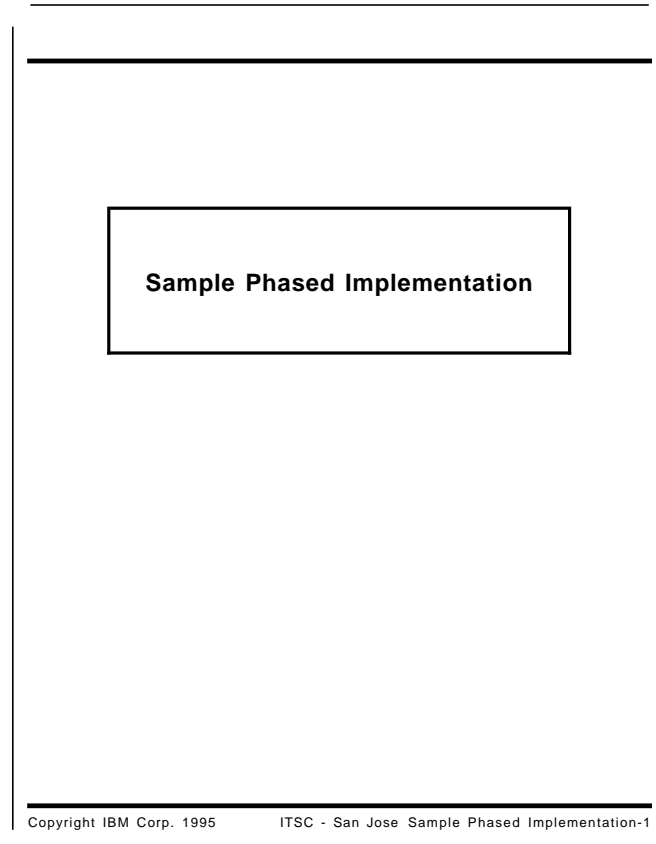 Sample Phased Implementation
Copyright IBM Corp. 1995 ITSC - San Jose Sample Phased Implementation-1